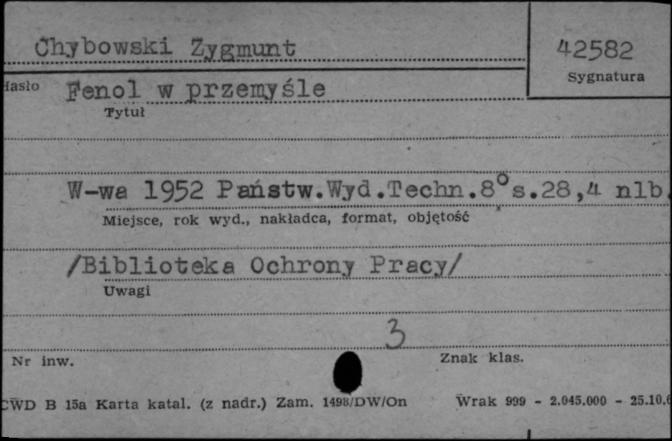 Chybowski Zygmunt
42582
Sygnatura
Hasło Fenol w przemyśle
Tytuł
W-wa 1952 Państw.Wyd.Techn.8° s.28,4 nlb.
Miejsce, rok wyd., nakładca, format, objętość
/Biblioteka Ochrony Pracy/
Uwagi
3
Nr inw. Znak klas.
CWD B 15a Karta katal. (z nadr.) Zam. 1498/DW/On Wrak 999 - 2.045.000 - 25.10.6